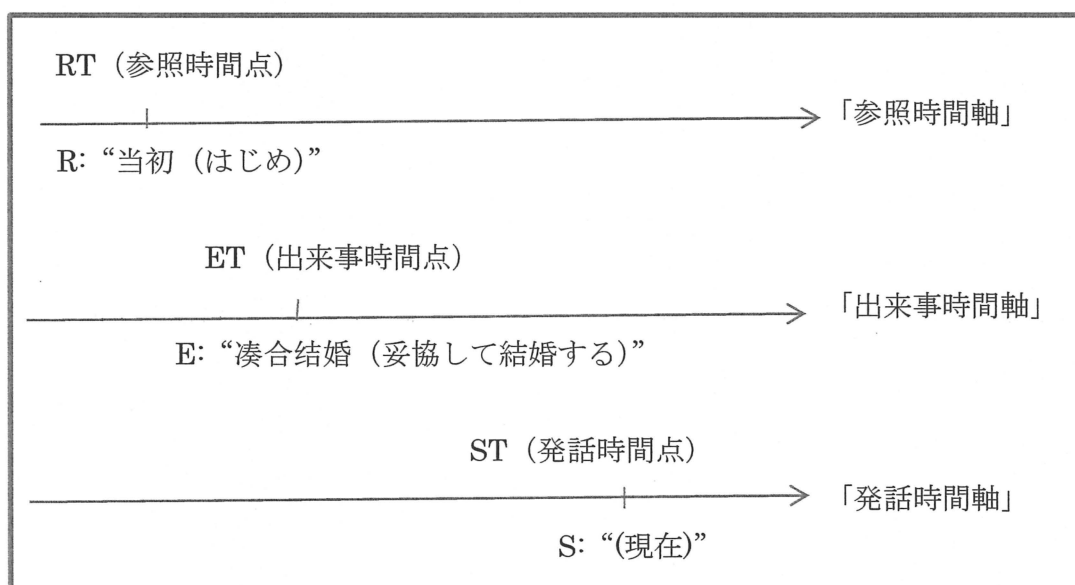 RT（参照時間点）
「参照時間軸」
R: “当初（はじめ）”
ET（出来事時間点）
「出来事時間軸」
E: “凑合结婚（妥協して結婚する）”
ST（発話時間点）
「発話時間軸」
S: “(現在)”